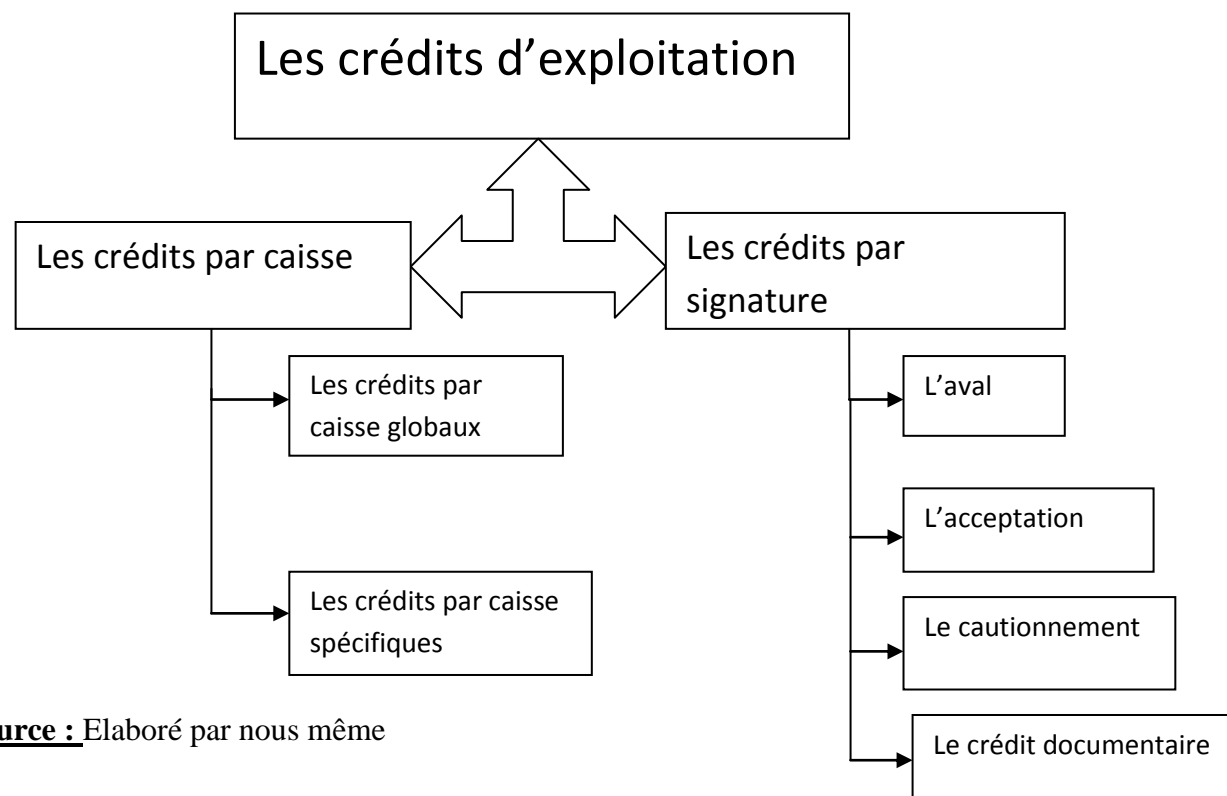 Les crédits d’exploitation
Les crédits par caisse
Les crédits par
signature
Les crédits par
caisse globaux
Les crédits par caisse
spécifiques
L’aval
L’acceptation
Le cautionnement
Le crédit documentaire
urce : Elaboré par nous même